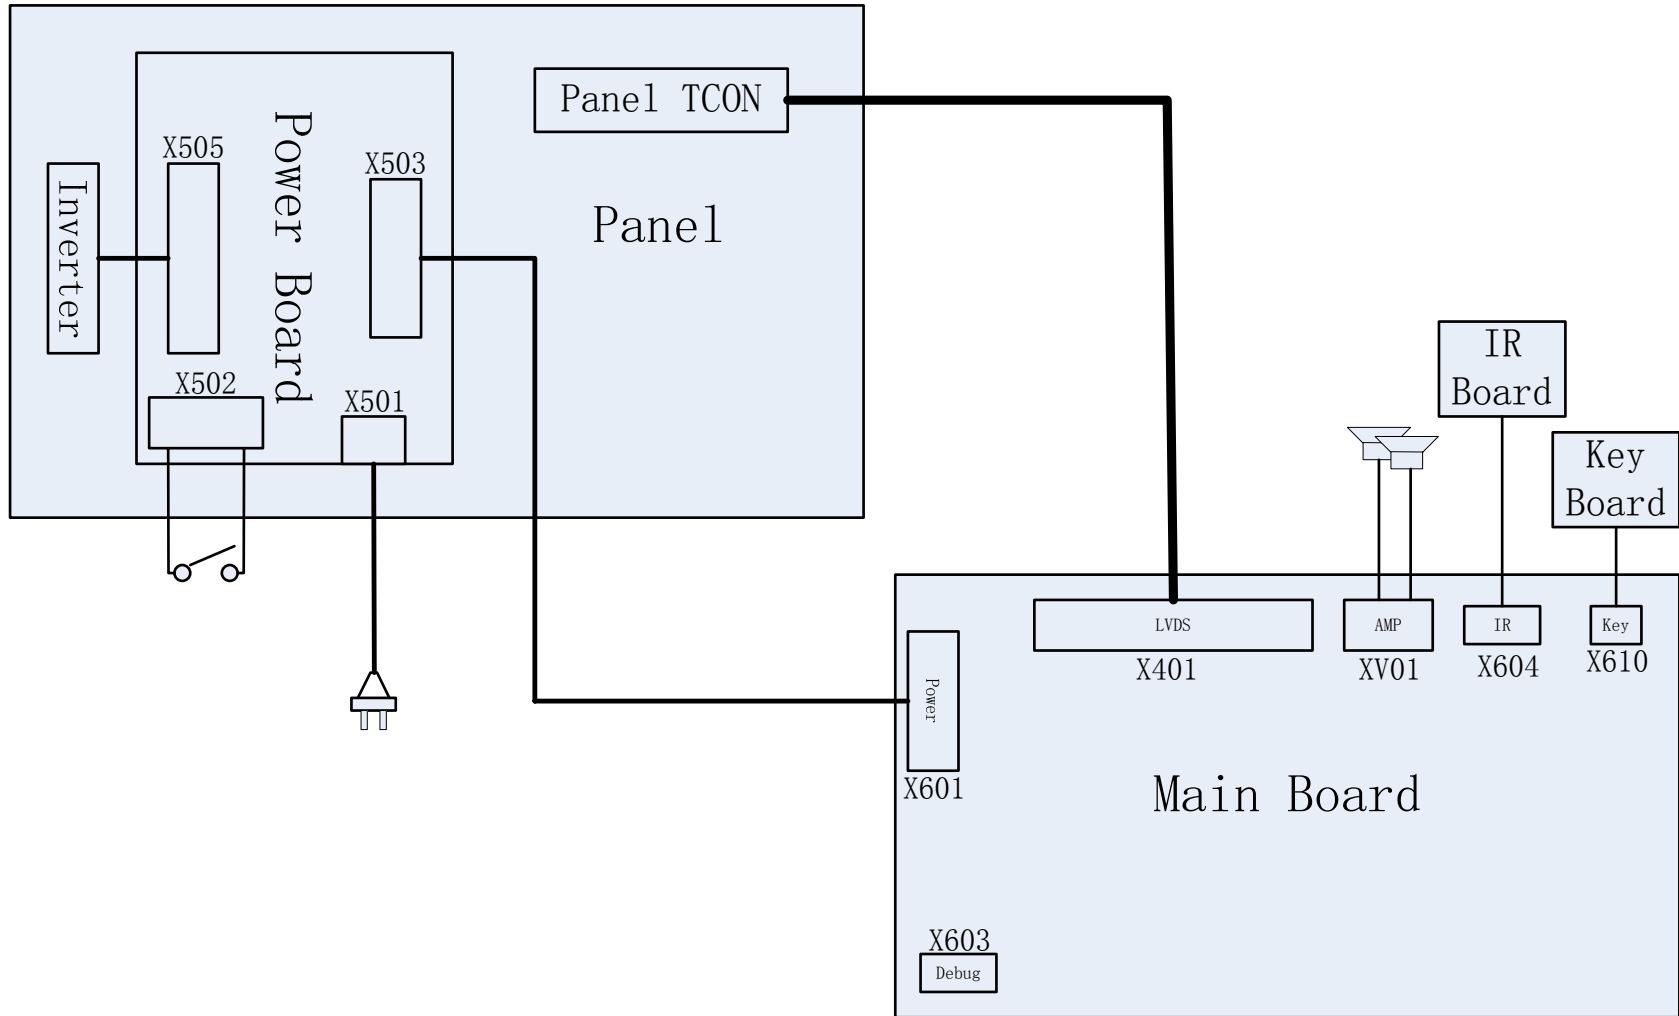 Panel TCON
Panel
Power Board
X505
X503
Inverter
X502
X501
IR
Board
Key
Board
LVDS
X401
AMP
XV01
IR
X604
Key
X610
Power
X601
Main Board
X603
Debug